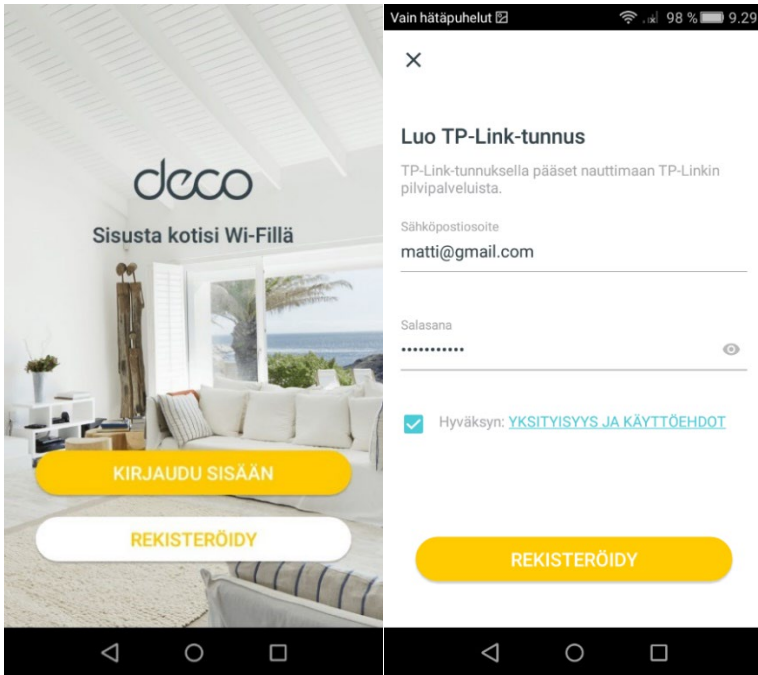 deco
Sisusta kotisi Wi-Fillä
KIRJAUDU SISÄÄN
REKISTERÖIDY
Vain hätäpuhelut 98 % 9.29
Luo TP-Link-tunnus
TP-Link-tunnuksella pääset nauttimaan TP-Linkin
pilvipalveluista.
Sähköpostiosoite
matti@gmail.com
Salasana
•••••••••••
Hyväksyn: YKSITYISYYS JA KÄYTTÖEHDOT
REKISTERÖIDY